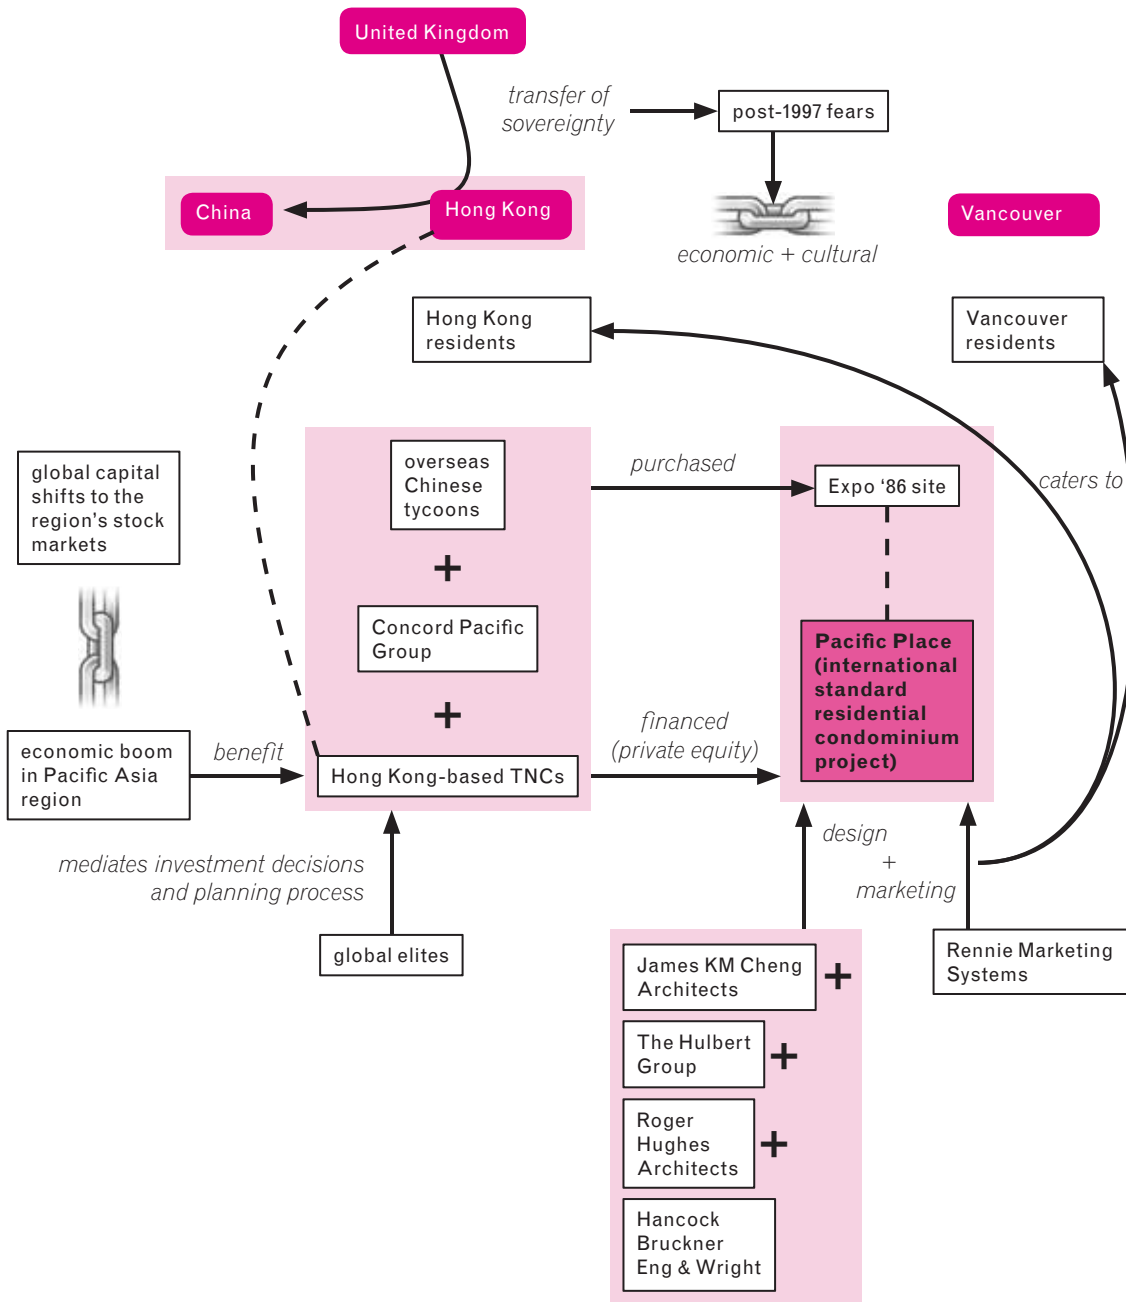 United Kingdom
transfer of
sovereignty
post-1997 fears
China
Hong Kong
Vancouver
economic + cultural
Hong Kong
residents
Vancouver
residents
global capital
shifts to the
region's stock
markets
overseas
Chinese
tycoons
purchased
Expo ‘86 site
caters to
+
Concord Pacific
Group
Pacific Place
(international
standard
residential
condominium
project)
+
economic boom
in Pacific Asia
region
benefit
Hong Kong-based TNCs
financed
(private equity)
mediates investment decisions
and planning process
design
+
marketing
global elites
James KM Cheng
Architects
+
Rennie Marketing
Systems
The Hulbert
Group
+
Roger
Hughes
Architects
+
Hancock
Bruckner
Eng & Wright